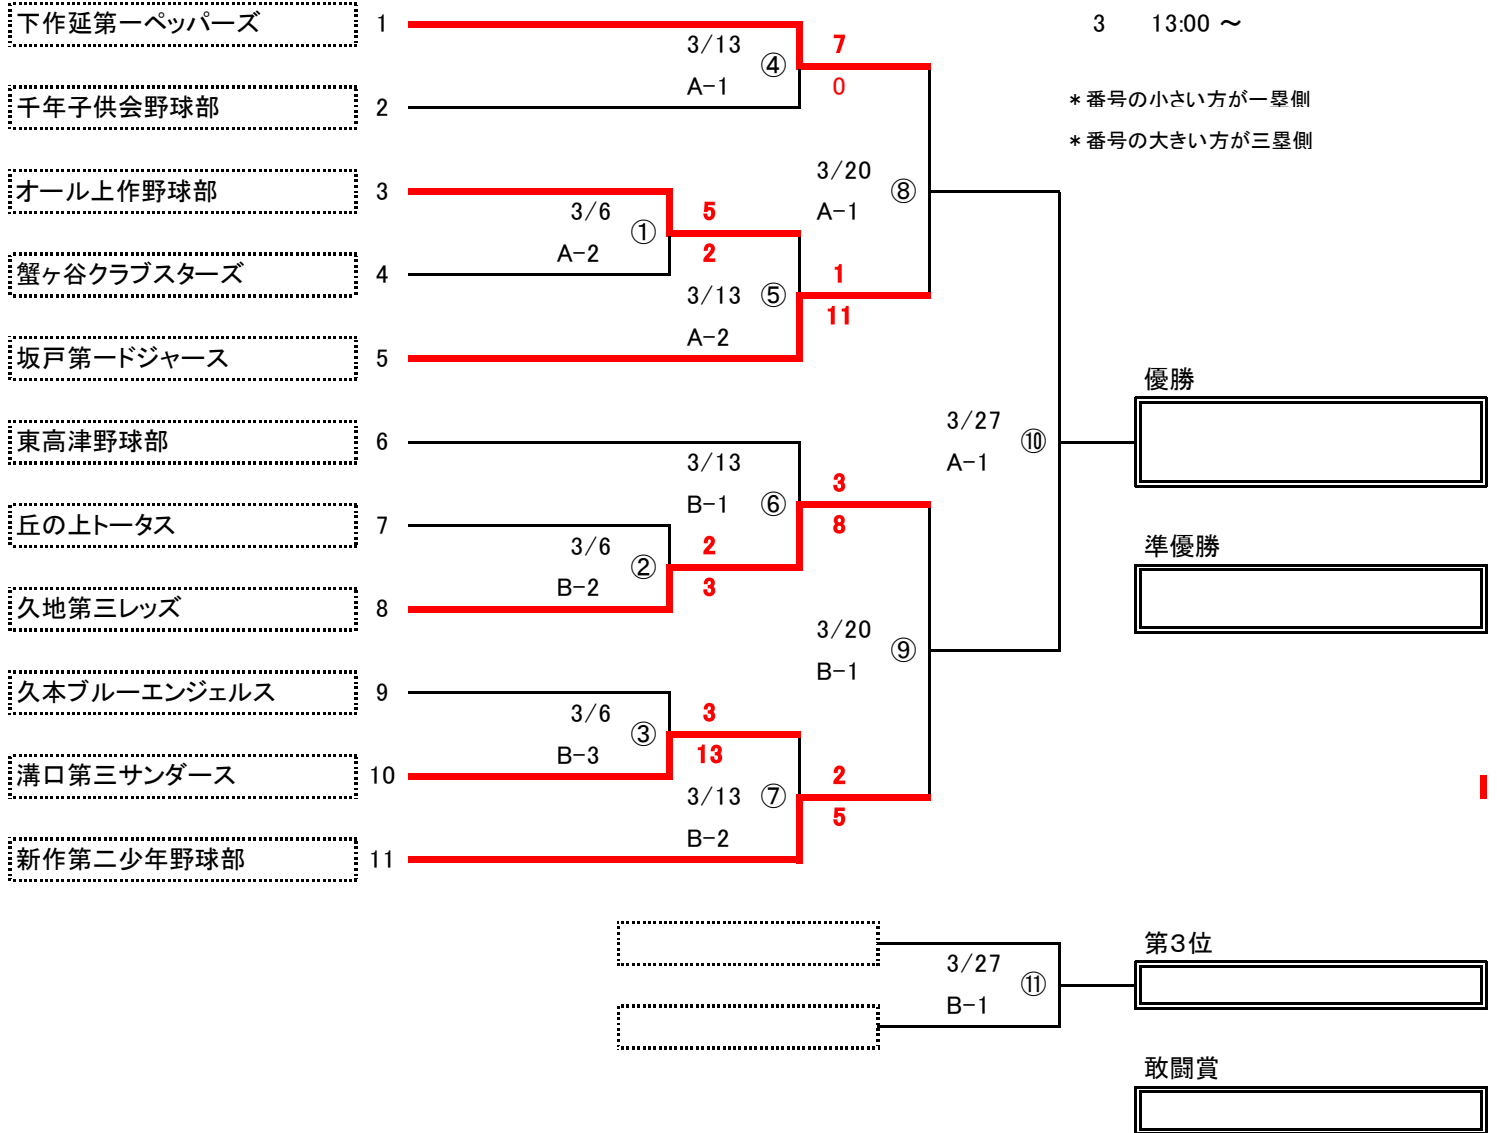 下作延第一ペッパーズ 1
3 13:00 ～
3/13 ④ 7
A-1 0
千年子供会野球部 2
＊番号の小さい方が一塁側
＊番号の大きい方が三塁側
オール上作野球部 3
3/20 ⑧
A-1
3/6 ① 5
A-2 2
蟹ヶ谷クラブスターズ 4
3/13 ⑤ 1
A-2 11
坂戸第一ドジャース 5
優勝
東高津野球部 6
3/27 ⑩
A-1
3/13 3
B-1 ⑥ 8
丘の上トータス 7
3/6 ② 2
B-2 3
準優勝
久地第三レッズ 8
3/20 ⑨
B-1
久本ブルーエンジェルス 9
3/6 ③ 3
B-3 13
溝口第三サンダース 10
3/13 ⑦ 2
B-2 5
新作第二少年野球部 11
第3位
3/27 ⑪
B-1
敢闘賞